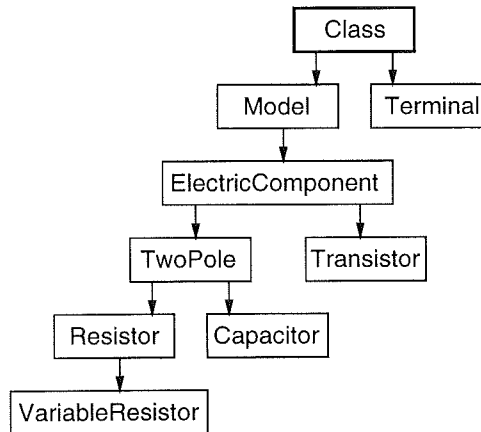 Class
Model
Terminal
ElectricComponent
TwoPole
Transistor
Resistor
Capacitor
VariableResistor